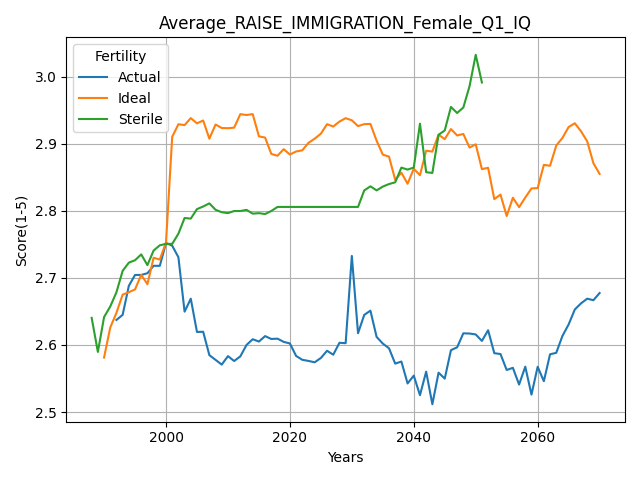 Average_RAISE_IMMIGRATION_Female_Q1_IQ
Fertility
Actual
Ideal
Sterile
Score(1-5)
3.0
2.9
2.8
2.7
2.6
2.5
2000
2020
2040
2060
Years